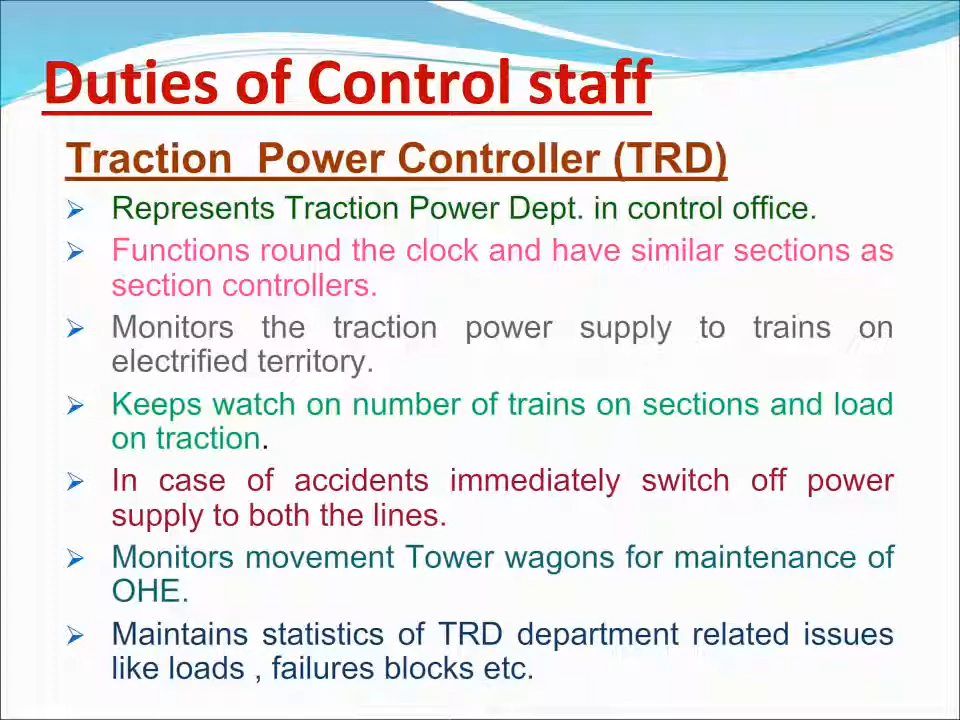 Duties of Control staff
Traction Power Controller (TRD)
Represents Traction Power Dept. in control office.
Functions round the clock and have similar sections as
section controllers.
Monitors the traction power supply to trains on
electrified territory.
Keeps watch on number of trains on sections and load
on traction.
In case of accidents immediately switch off power
supply to both the lines.
Monitors movement Tower wagons for maintenance of
OHE.
Maintains statistics of TRD department related issues
like loads , failures blocks etc.